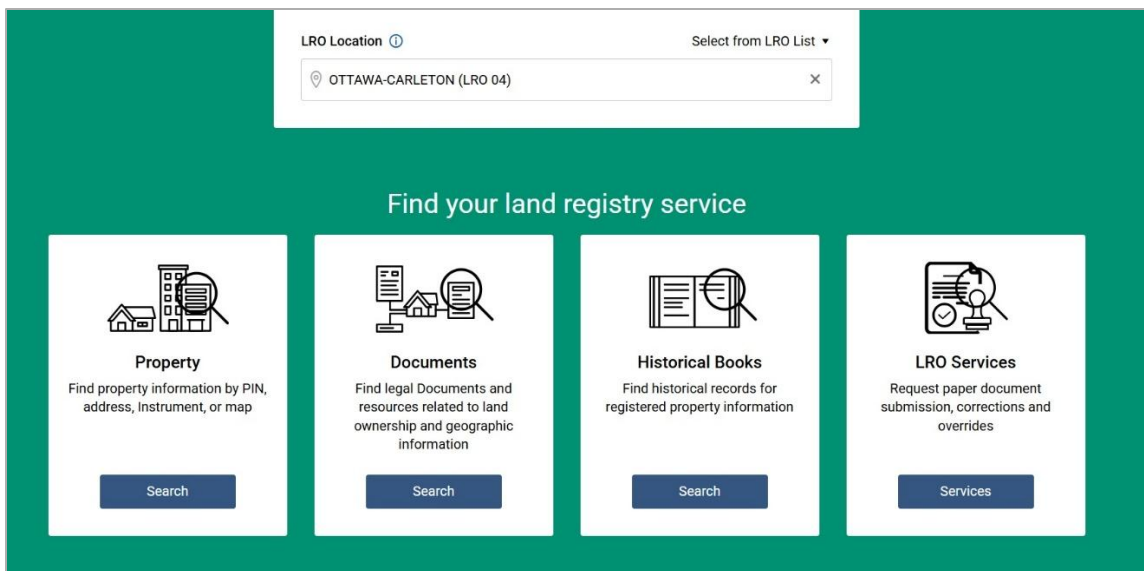 LRO Location
Select from LRO List
OTTAWA-CARLETON (LRO 04)
Find your land registry service
Property
Find property information by PIN,
address, Instrument, or map
Search
Documents
Find legal Documents and
resources related to land
ownership and geographic
information
Search
Historical Books
Find historical records for
registered property information
Search
LRO Services
Request paper document
submission, corrections and
overrides
Services